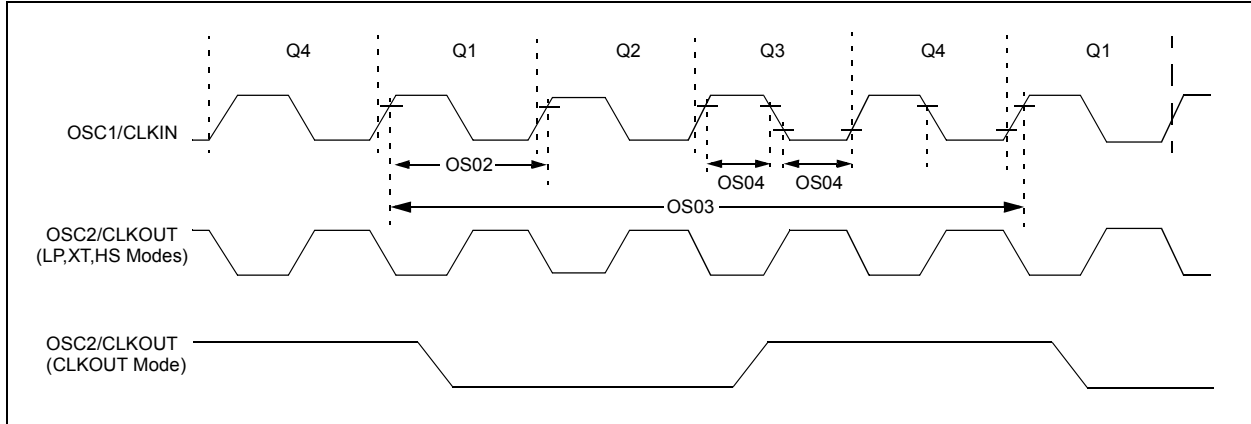 Q4 Q1 Q2 Q3 Q4 Q1
OSC1/CLKIN
OS02
OS04 OS04
OS03
OSC2/CLKOUT
(LP,XT,HS Modes)
OSC2/CLKOUT
(CLKOUT Mode)